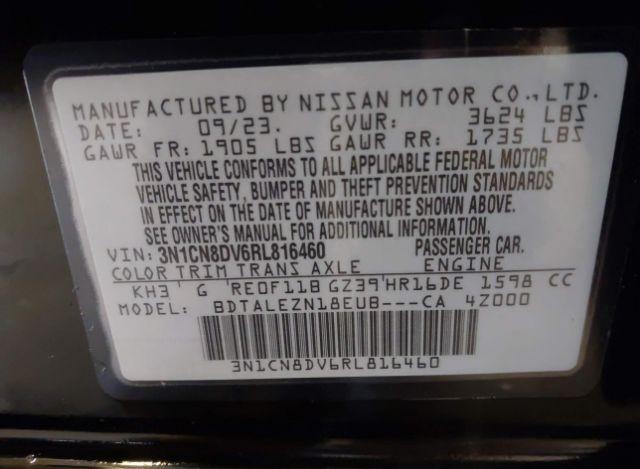 MANUFACTURED BY NISSAN MOTOR CO.,LTD.
DATE: 09/23. GVWR: 3624 LBS
GAWR FR: 1905 LBS GAWR RR: 1735 LBS
THIS VEHICLE CONFORMS TO ALL APPLICABLE FEDERAL MOTOR
VEHICLE SAFETY, BUMPER AND THEFT PREVENTION STANDARDS
IN EFFECT ON THE DATE OF MANUFACTURE SHOWN ABOVE.
SEE OWNER'S MANUAL FOR ADDITIONAL INFORMATION.
VIN: 3N1CN8DV6RL816460 PASSENGER CAR.
COLOR TRIM TRANS AXLE ENGINE
KH3 ' G 'RE0F11B GZ39'HR16DE 1598 CC
MODEL: BDTALEZN18EUB---CA 4Z000
3N1CN8DV6RL816460